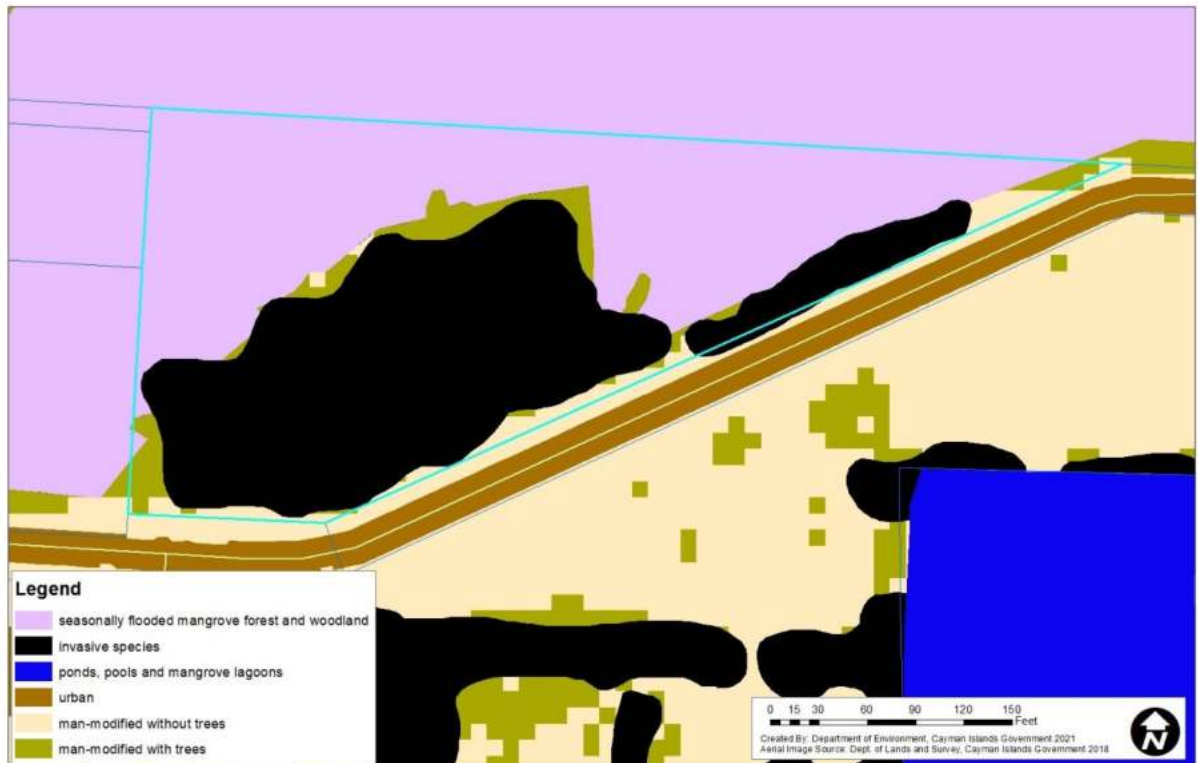 Legend
seasonally flooded mangrove forest and woodland
invasive species
ponds, pools and mangrove lagoons
urban
man-modified without trees
man-modified with trees
0 15 30 60 90 120 150
Feet
Created By: Department of Environment, Cayman Islands Government 2021
Aerial Image Source: Dept. of Lands and Survey, Cayman Islands Government 2018
N